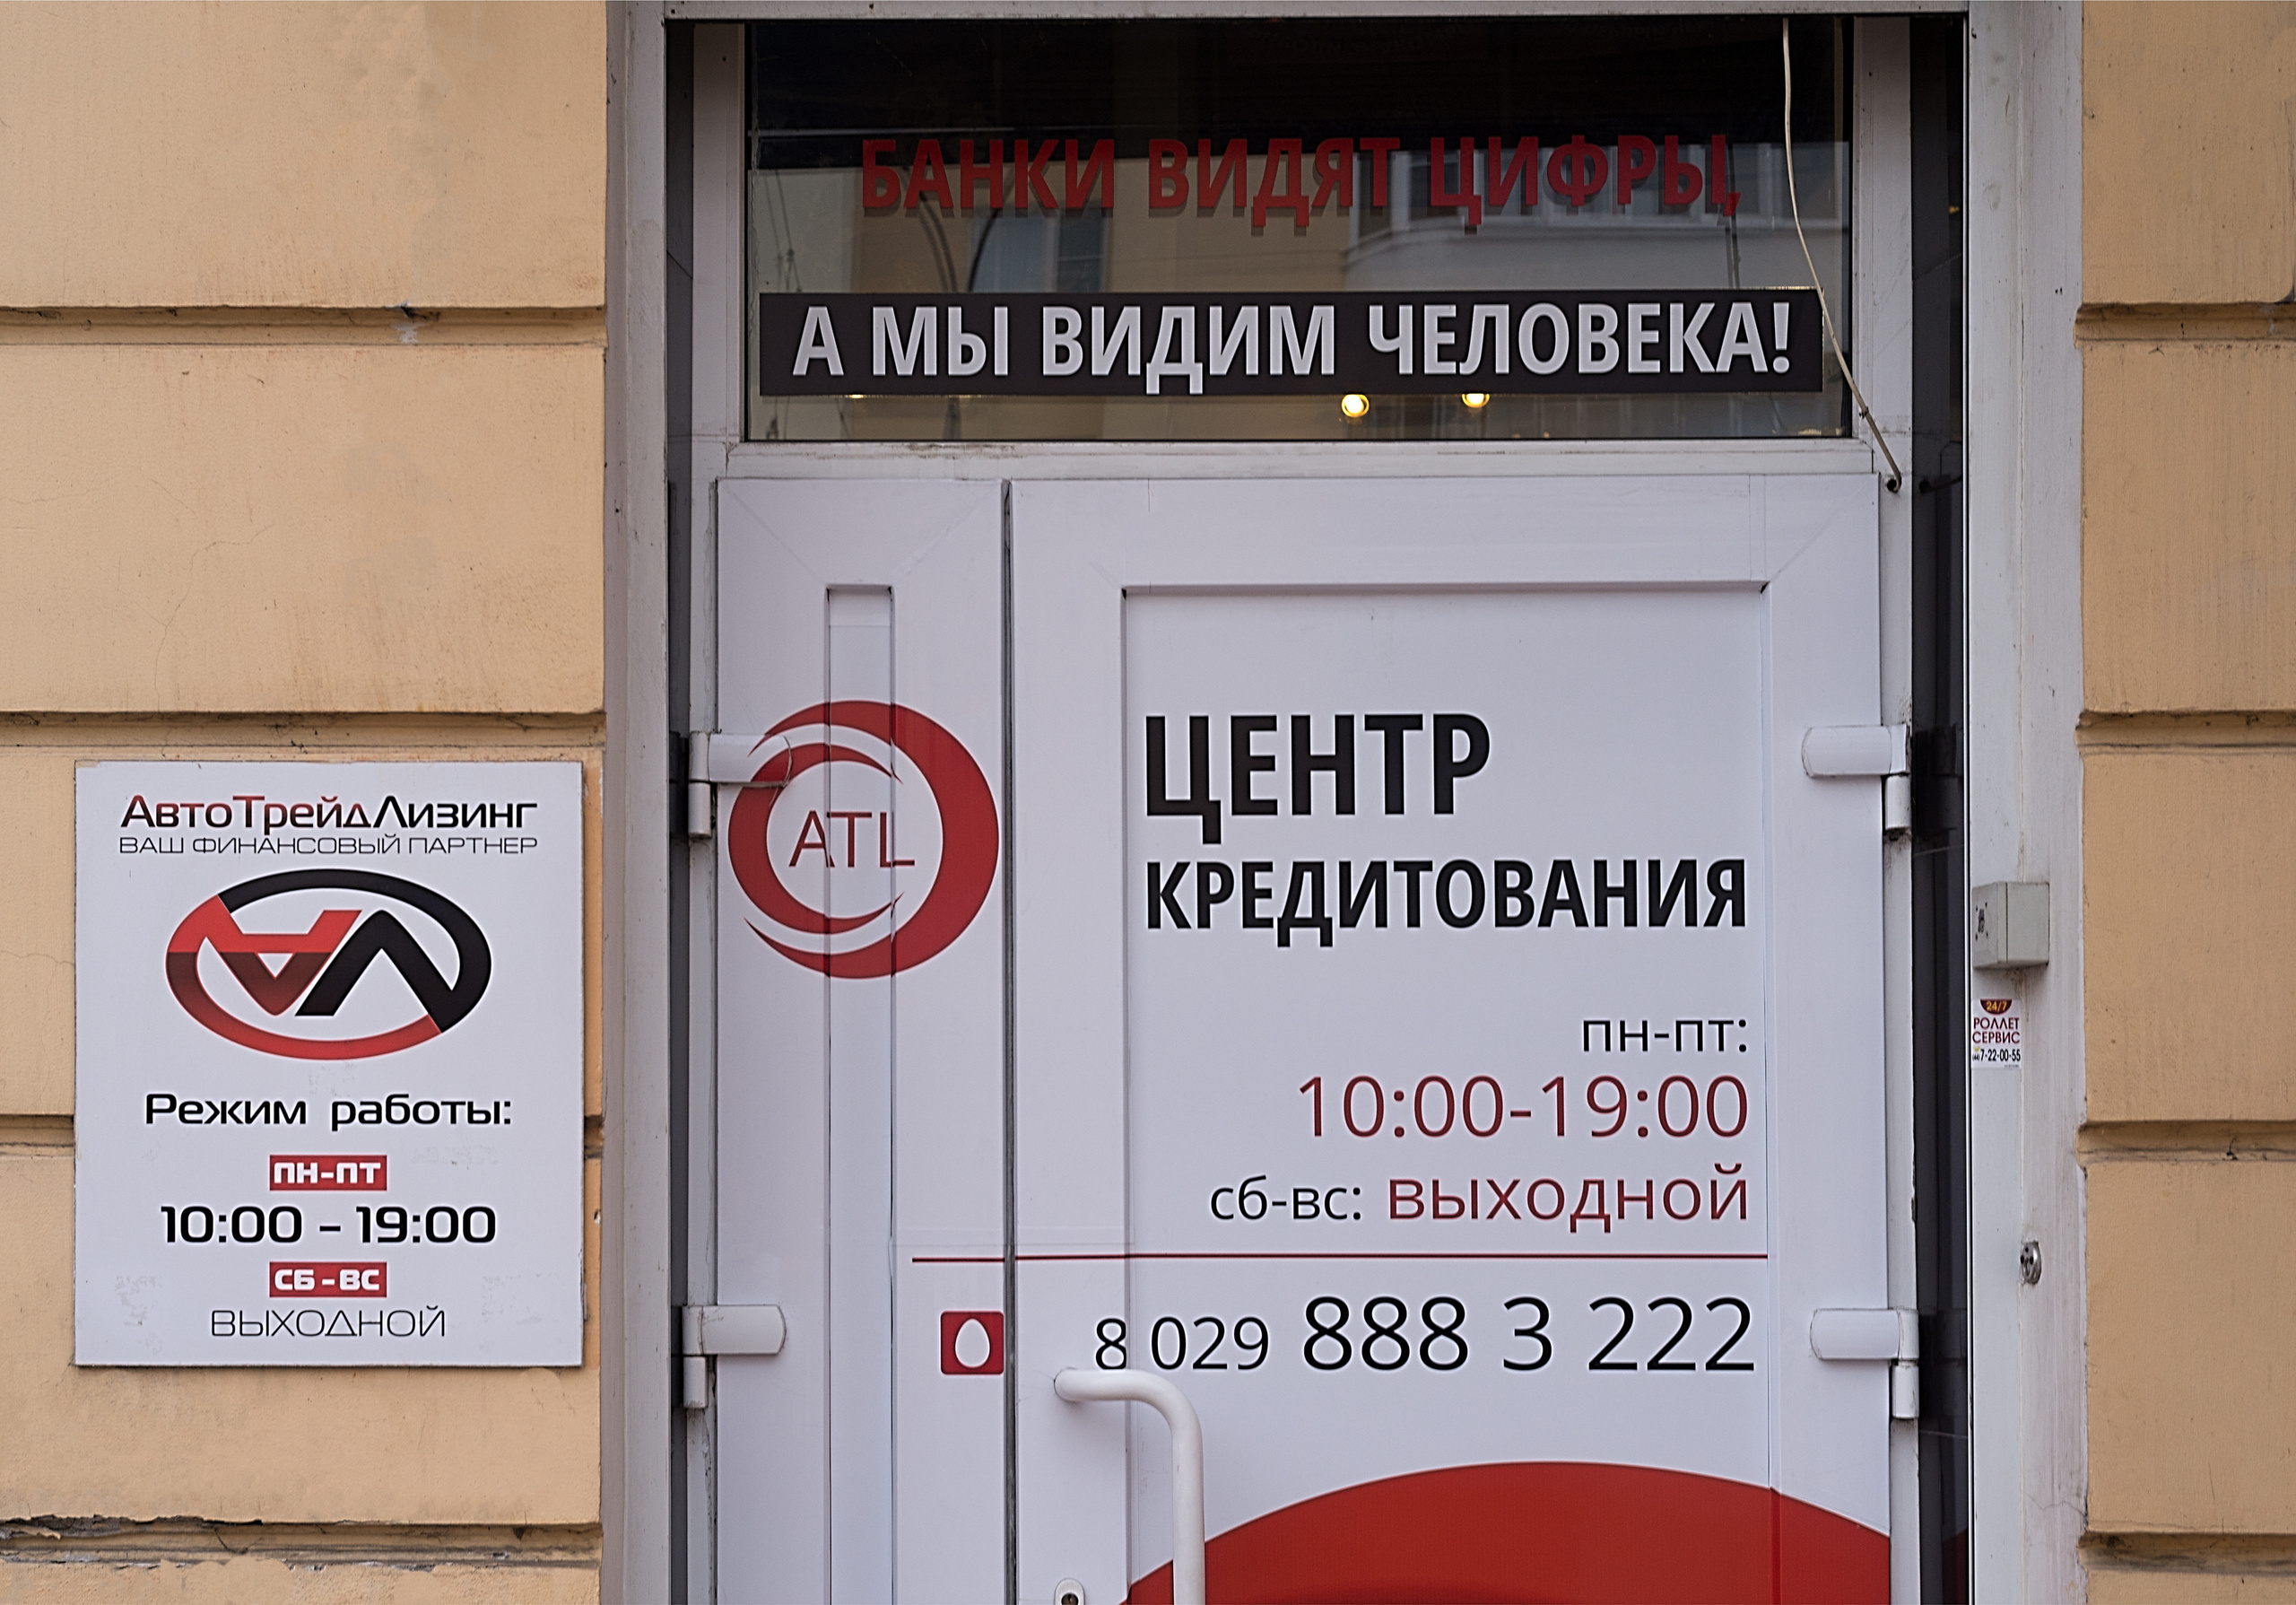 БАНКИ ВИДЯТ ЦИФРЫ,
А МЫ ВИДИМ ЧЕЛОВЕКА!
АвтоТрейдЛизинг
ВАШ ФИНАНСОВЫЙ ПАРТНЕР
Режим работы:
ПН-ПТ
10:00 - 19:00
СБ - ВС
ВЫХОДНОЙ
ATL
ЦЕНТР
КРЕДИТОВАНИЯ
пн-пт:
10:00-19:00
сб-вс: выходной
8 029 888 3 222
24/7
РОЛЛЕТ
СЕРВИС
7-22-00-55